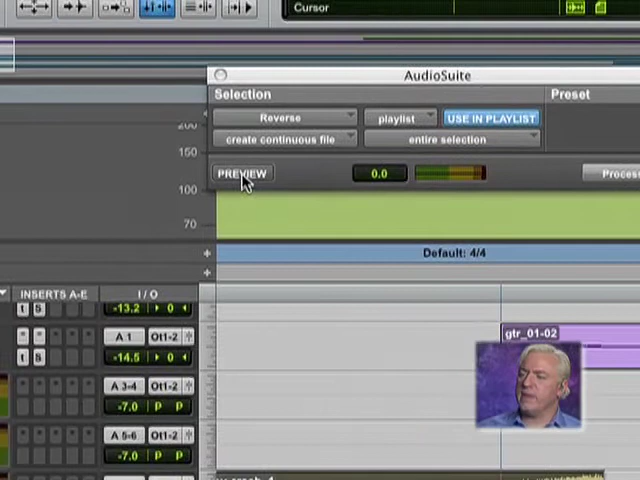 Cursor
AudioSuite
Selection
Preset
Reverse
playlist
USE IN PLAYLIST
create continuous file
entire selection
PREVIEW
0.0
Process
200
150
100
70
Default: 4/4
INSERTS A-E
I / O
-13.2
0
A 1
Ot1-2
-14.5
0
gtr_01-02
A 3-4
Ot1-2
-7.0
P
P
A 5-6
Ot1-2
-7.0
P
P